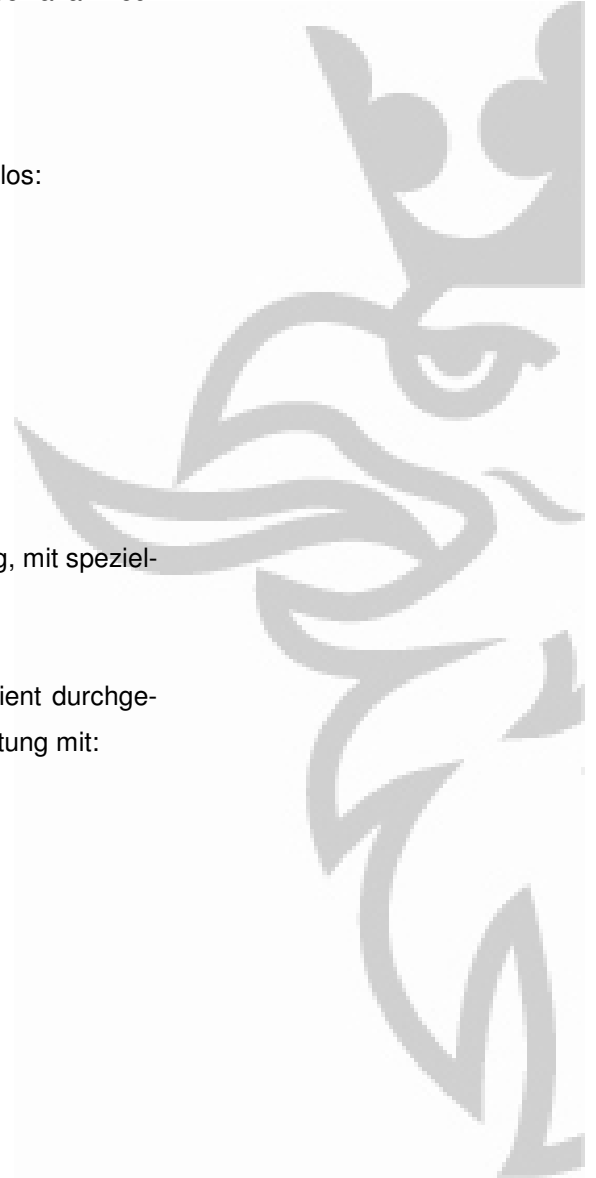 los:
g, mit speziel-
ient durchge-
tung mit: